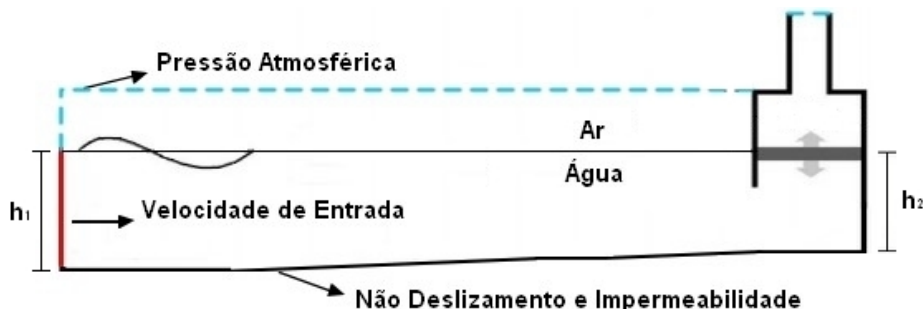 Pressão Atmosférica
Ar
Água
h1
Velocidade de Entrada
h2
Não Deslizamento e Impermeabilidade